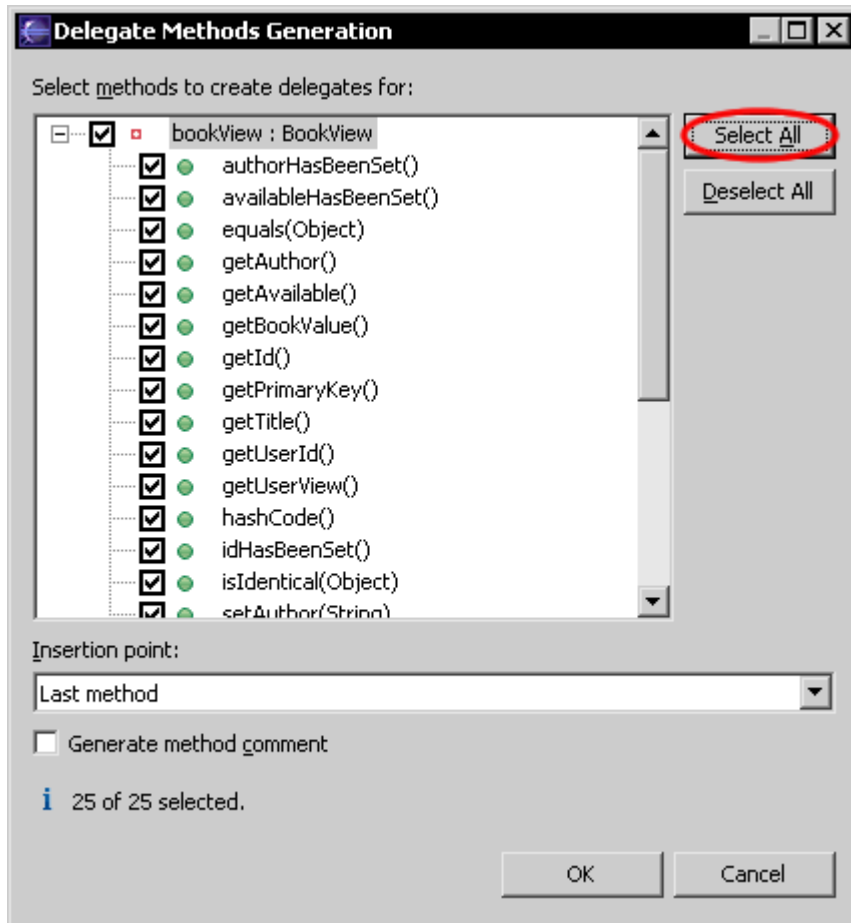 Delegate Methods Generation
Select methods to create delegates for:
bookView : BookView
authorHasBeenSet()
availableHasBeenSet()
equals(Object)
getAuthor()
getAvailable()
getBookValue()
getId()
getPrimaryKey()
getTitle()
getUserId()
getUserView()
hashCode()
idHasBeenSet()
isIdentical(Object)
setAuthor(String)
Select All
Deselect All
Insertion point:
Last method
Generate method comment
25 of 25 selected.
OK
Cancel